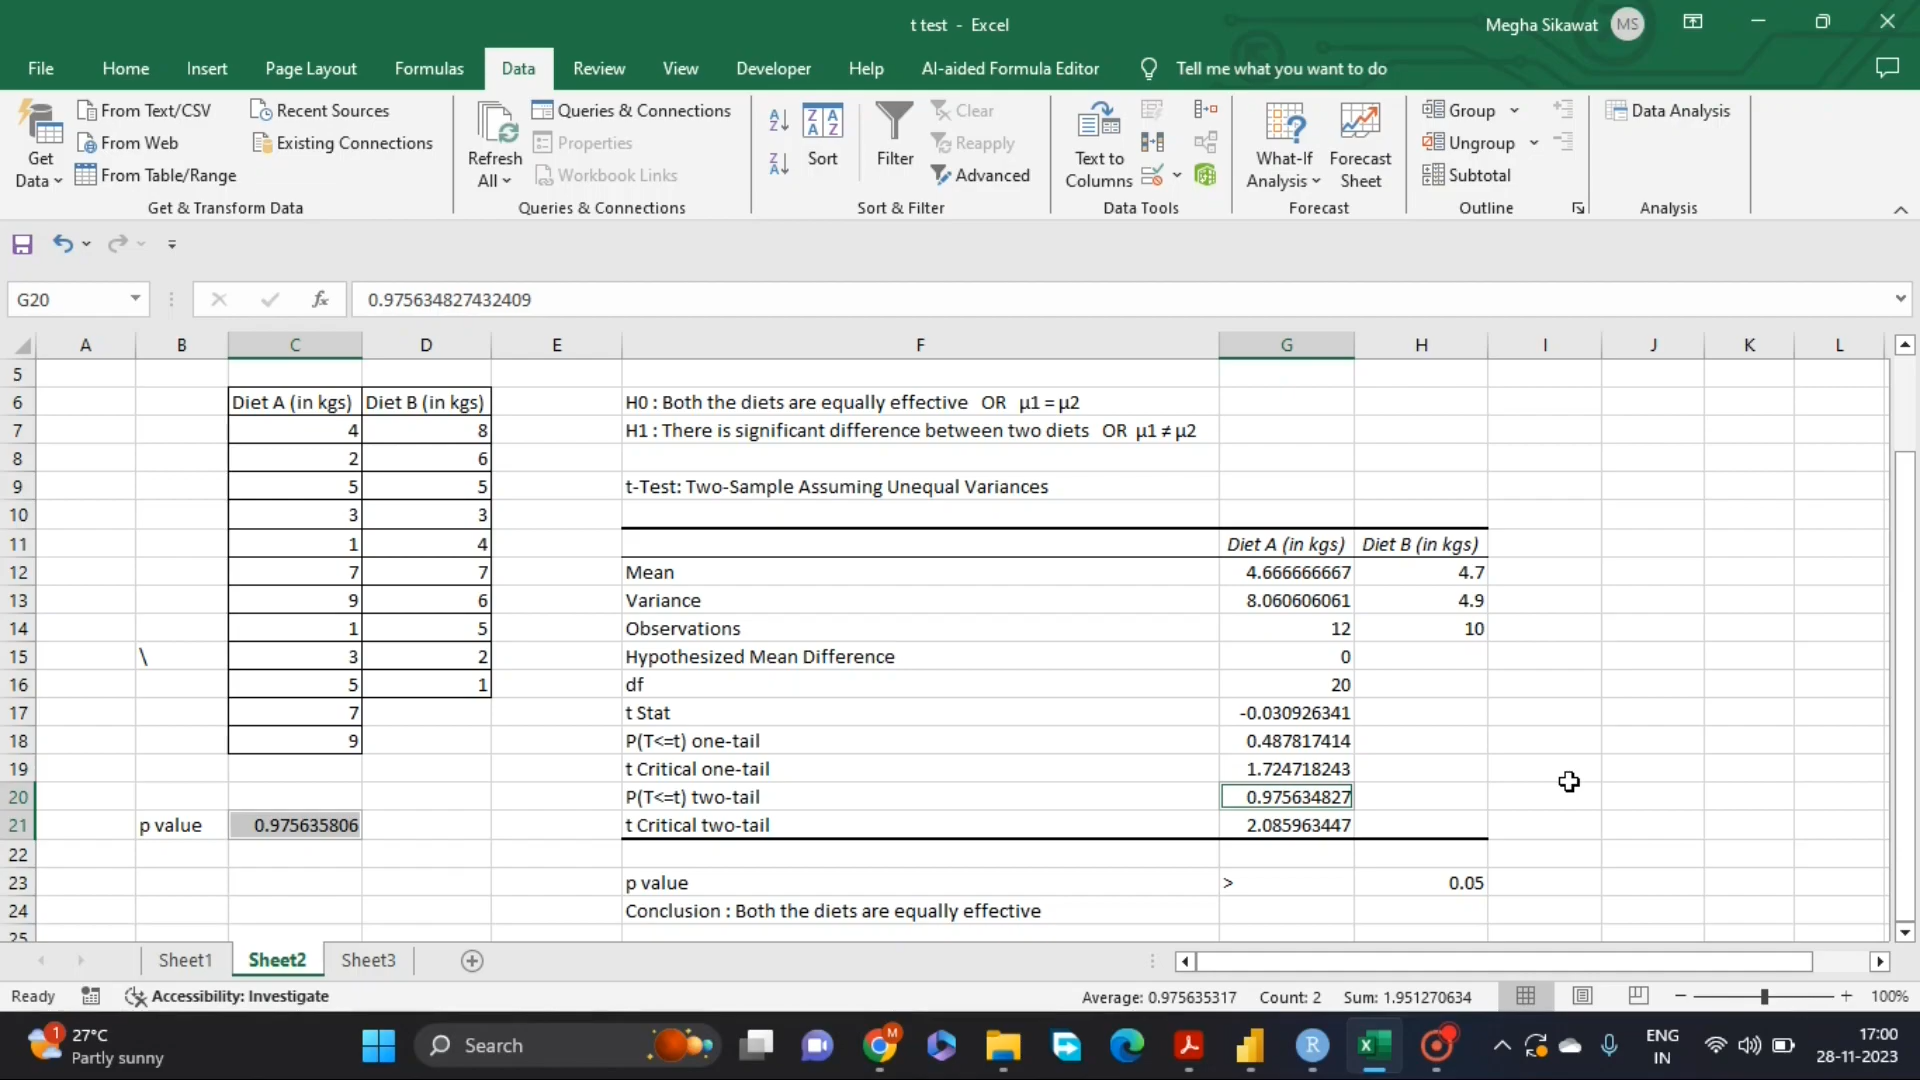 t test - Excel
Megha Sikawat MS
File Home Insert Page Layout Formulas Data Review View Developer Help AI-aided Formula Editor Tell me what you want to do
Get Data
From Text/CSV
From Web
From Table/Range
Recent Sources
Existing Connections
Get & Transform Data
Refresh All
Queries & Connections
Properties
Workbook Links
Queries & Connections
Sort
Filter
Clear
Reapply
Advanced
Sort & Filter
Text to Columns
Data Tools
What-If Analysis
Forecast Sheet
Forecast
Group
Ungroup
Subtotal
Outline
Data Analysis
Analysis
G20 fx 0.975634827432409
A B C D E F G H I J K L
5
6 Diet A (in kgs) Diet B (in kgs) H0 : Both the diets are equally effective OR μ1 = μ2
7 4 8 H1 : There is significant difference between two diets OR μ1 ≠ μ2
8 2 6
9 5 5 t-Test: Two-Sample Assuming Unequal Variances
10 3 3
11 1 4 Diet A (in kgs) Diet B (in kgs)
12 7 7 Mean 4.666666667 4.7
13 9 6 Variance 8.060606061 4.9
14 1 5 Observations 12 10
15 \ 3 2 Hypothesized Mean Difference 0
16 5 1 df 20
17 7 t Stat -0.030926341
18 9 P(T<=t) one-tail 0.487817414
19 t Critical one-tail 1.724718243
20 P(T<=t) two-tail 0.975634827
21 p value 0.975635806 t Critical two-tail 2.085963447
22
23 p value > 0.05
24 Conclusion : Both the diets are equally effective
25
Sheet1 Sheet2 Sheet3
Ready Accessibility: Investigate Average: 0.975635317 Count: 2 Sum: 1.951270634 100%
1 27°C
Partly sunny
Search
ENG
IN
17:00
28-11-2023